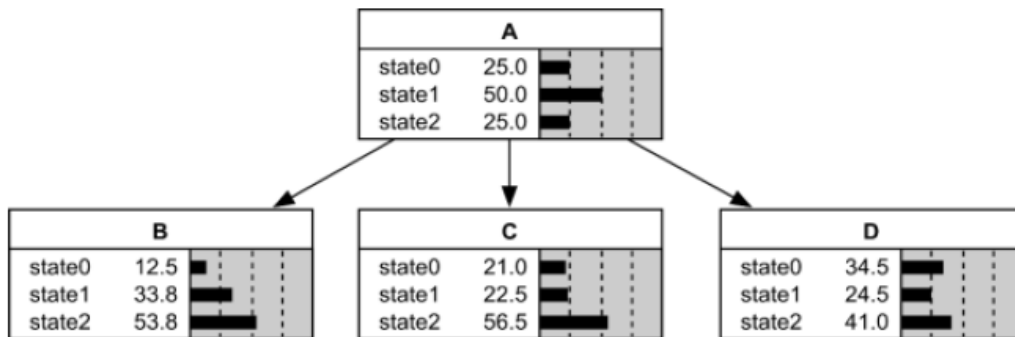 A
state0 25.0
state1 50.0
state2 25.0
B
state0 12.5
state1 33.8
state2 53.8
C
state0 21.0
state1 22.5
state2 56.5
D
state0 34.5
state1 24.5
state2 41.0